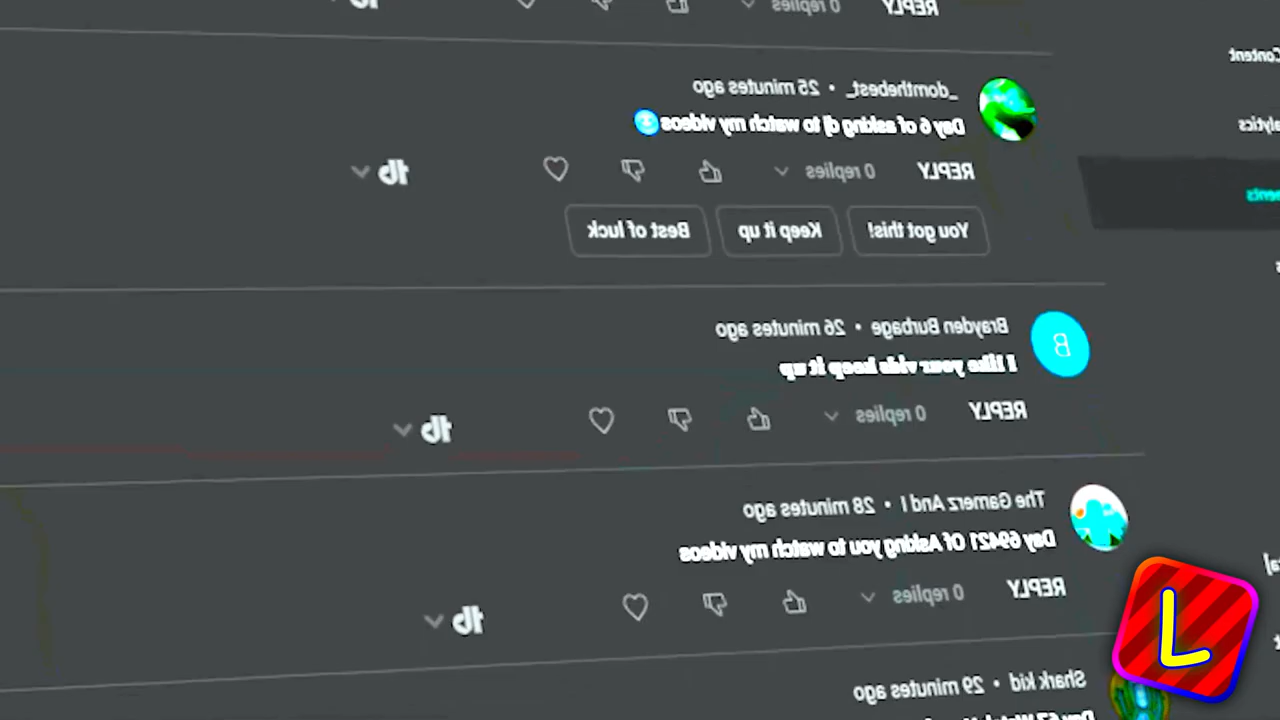 0 replies
REPLY
Content
_domthebest_ • 25 minutes ago
Day 6 of asking dj to watch my videos
REPLY
0 replies
You got this!
Keep it up
Best of luck
Brayden Burbage • 26 minutes ago
B
I like your vids keep it up
REPLY
0 replies
The Gamerz And I • 28 minutes ago
Day 69421 Of Asking you to watch my videos
REPLY
0 replies
Shark kid • 29 minutes ago
L